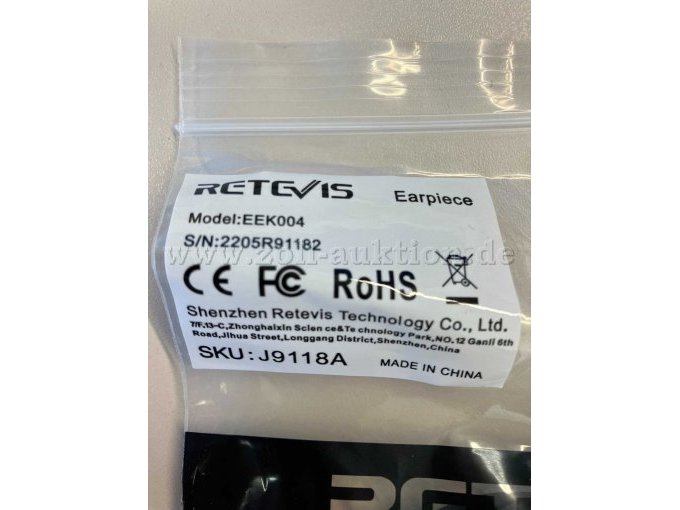 RETEVIS Earpiece
Model:EEK004
S/N:2205R91182
www.zoll-auktion.de
CE FC RoHS
Shenzhen Retevis Technology Co., Ltd.
7/F,13-C,Zhonghaixin Scien ce&Te chnology Park,NO.12 Ganli 6th
Road,Jihua Street,Longgang District,Shenzhen,China
SKU:J9118A MADE IN CHINA